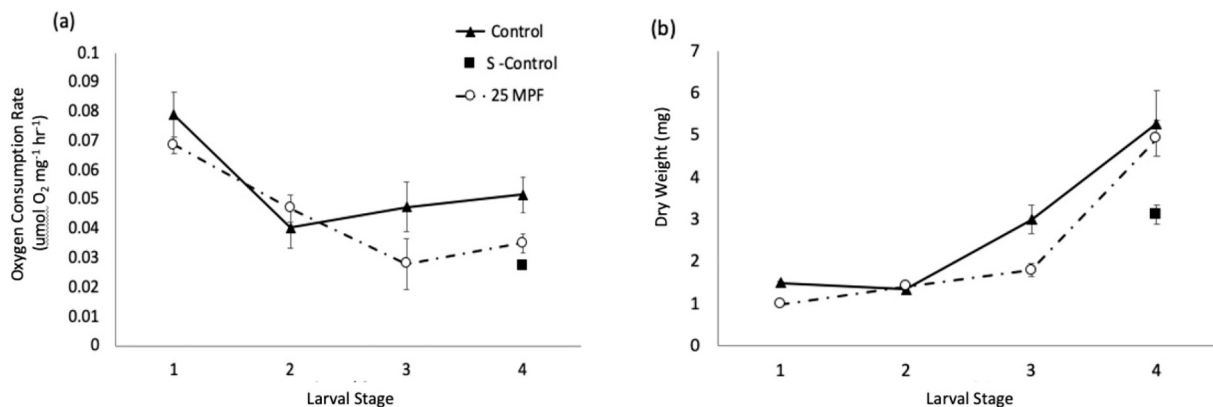 (a)
Control
S -Control
25 MPF
Oxygen Consumption Rate
(umol O₂ mg⁻¹ hr⁻¹)
0.1
0.09
0.08
0.07
0.06
0.05
0.04
0.03
0.02
0.01
0
1 2 3 4
Larval Stage
(b)
Dry Weight (mg)
7
6
5
4
3
2
1
0
1 2 3 4
Larval Stage